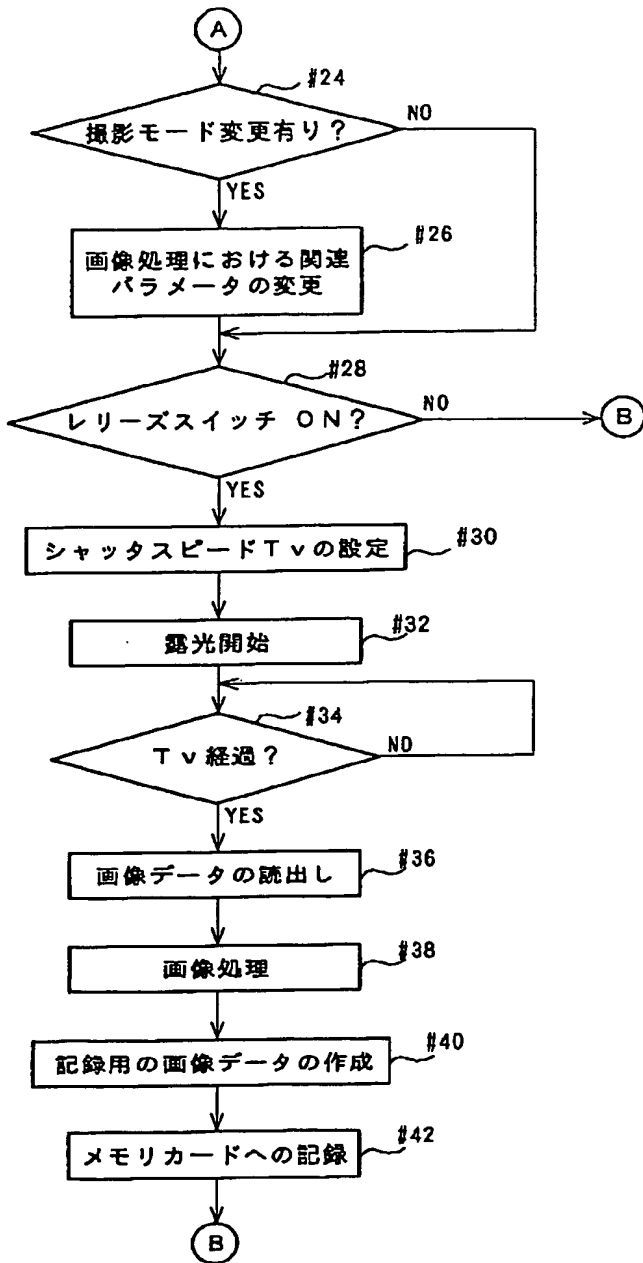 A
#24
撮影モード変更有り？
NO
YES
#26
画像処理における関連
パラメータの変更
#28
レリーズスイッチ ON？
NO
B
YES
シャッタスピードTvの設定
#30
露光開始
#32
#34
Tv経過？
NO
YES
画像データの読出し
#36
画像処理
#38
記録用の画像データの作成
#40
メモリカードへの記録
#42
B